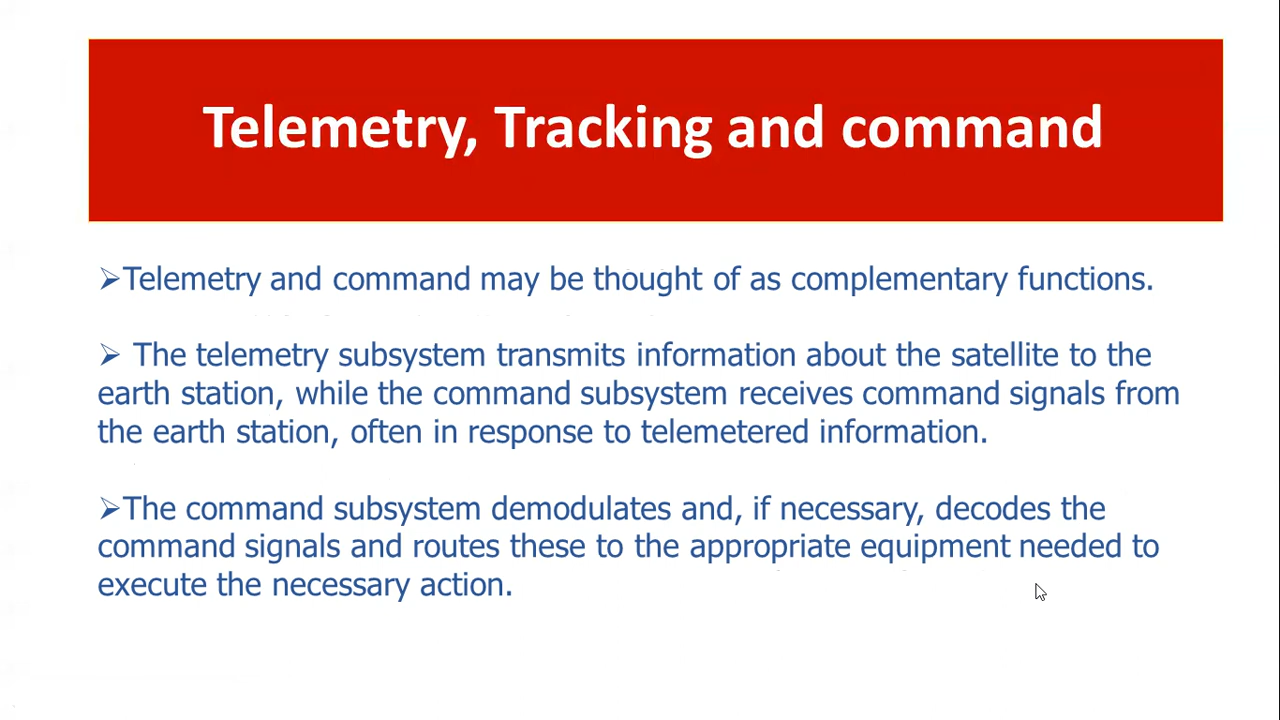 Telemetry, Tracking and command
➢Telemetry and command may be thought of as complementary functions.
➢ The telemetry subsystem transmits information about the satellite to the
earth station, while the command subsystem receives command signals from
the earth station, often in response to telemetered information.
➢The command subsystem demodulates and, if necessary, decodes the
command signals and routes these to the appropriate equipment needed to
execute the necessary action.